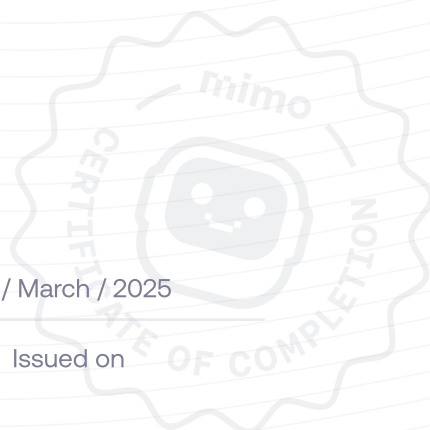 mimo
CERTIFICATE OF COMPLETION
/ March / 2025
Issued on